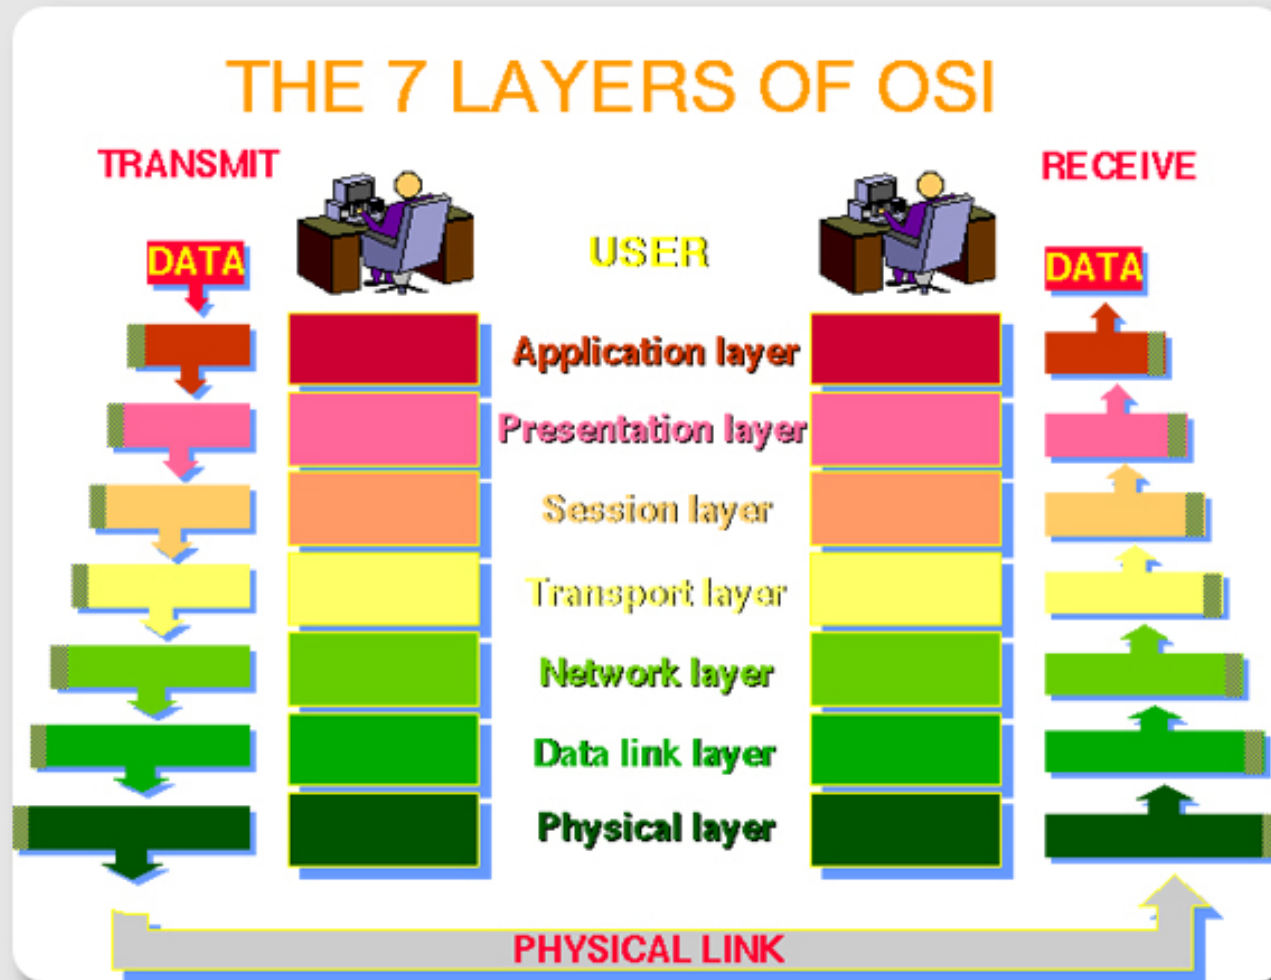 THE 7 LAYERS OF OSI
TRANSMIT
RECEIVE
DATA
USER
DATA
Application layer
Presentation layer
Session layer
Transport layer
Network layer
Data link layer
Physical layer
PHYSICAL LINK